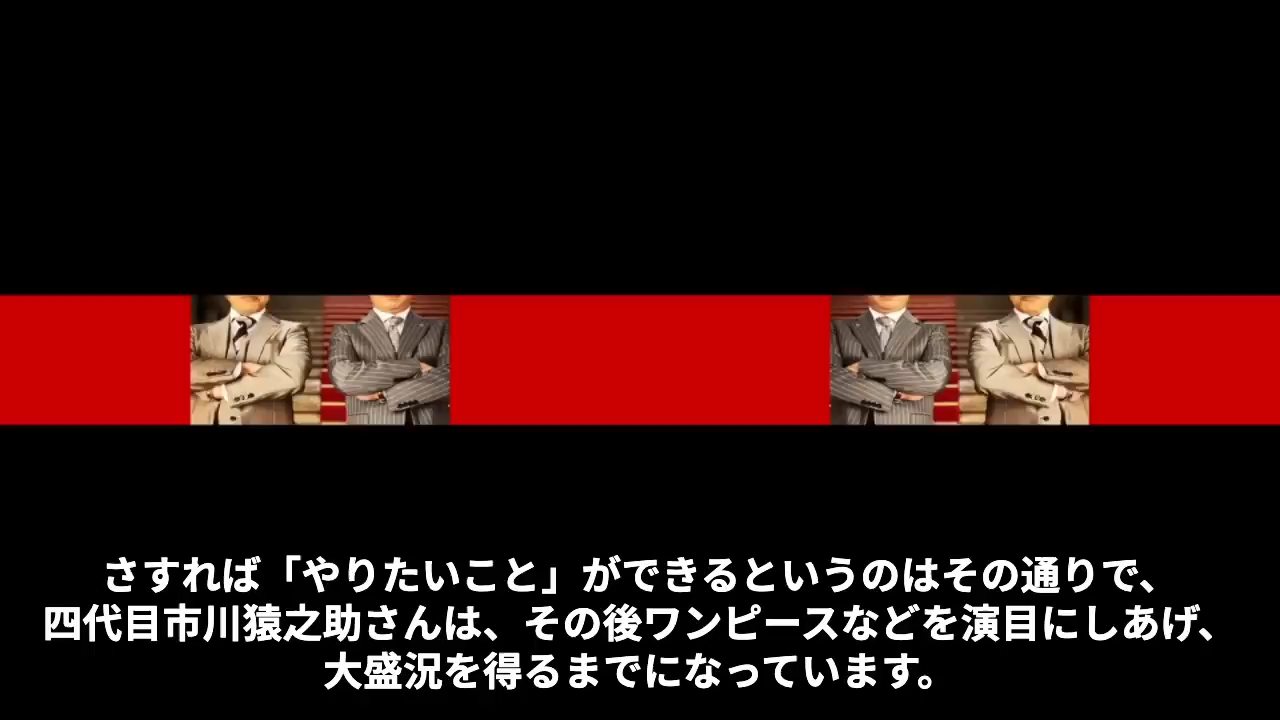 さすれば「やりたいこと」ができるというのはその通りで、
四代目市川猿之助さんは、その後ワンピースなどを演目にしあげ、
大盛況を得るまでになっています。